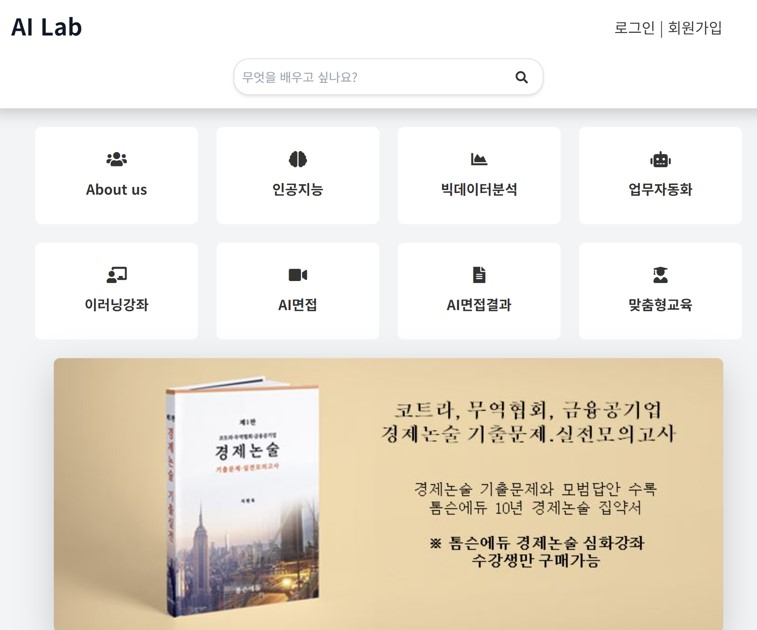 AI Lab
로그인 | 회원가입
무엇을 배우고 싶나요?
About us
인공지능
빅데이터분석
업무자동화
이러닝강좌
AI면접
AI면접결과
맞춤형교육
제1판
코트라·무역협회·금융공기업
경제논술
기출문제·실전모의고사
경제논술 기출실전
톰슨에듀
코트라, 무역협회, 금융공기업
경제논술 기출문제.실전모의고사
경제논술 기출문제와 모범답안 수록
톰슨에듀 10년 경제논술 집약서
※ 톰슨에듀 경제논술 심화강좌
수강생만 구매가능